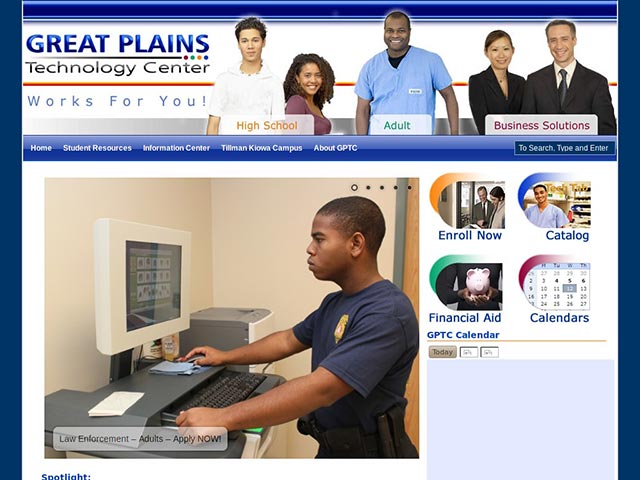 GREAT PLAINS
Technology Center
Works For You!
High School
Adult
Business Solutions
Home Student Resources Information Center Tillman Kiowa Campus About GPTC
To Search, Type and Enter
Enroll Now
Catalog
Financial Aid
Calendars
GPTC Calendar
Today
Law Enforcement – Adults – Apply NOW!
Spotlight: